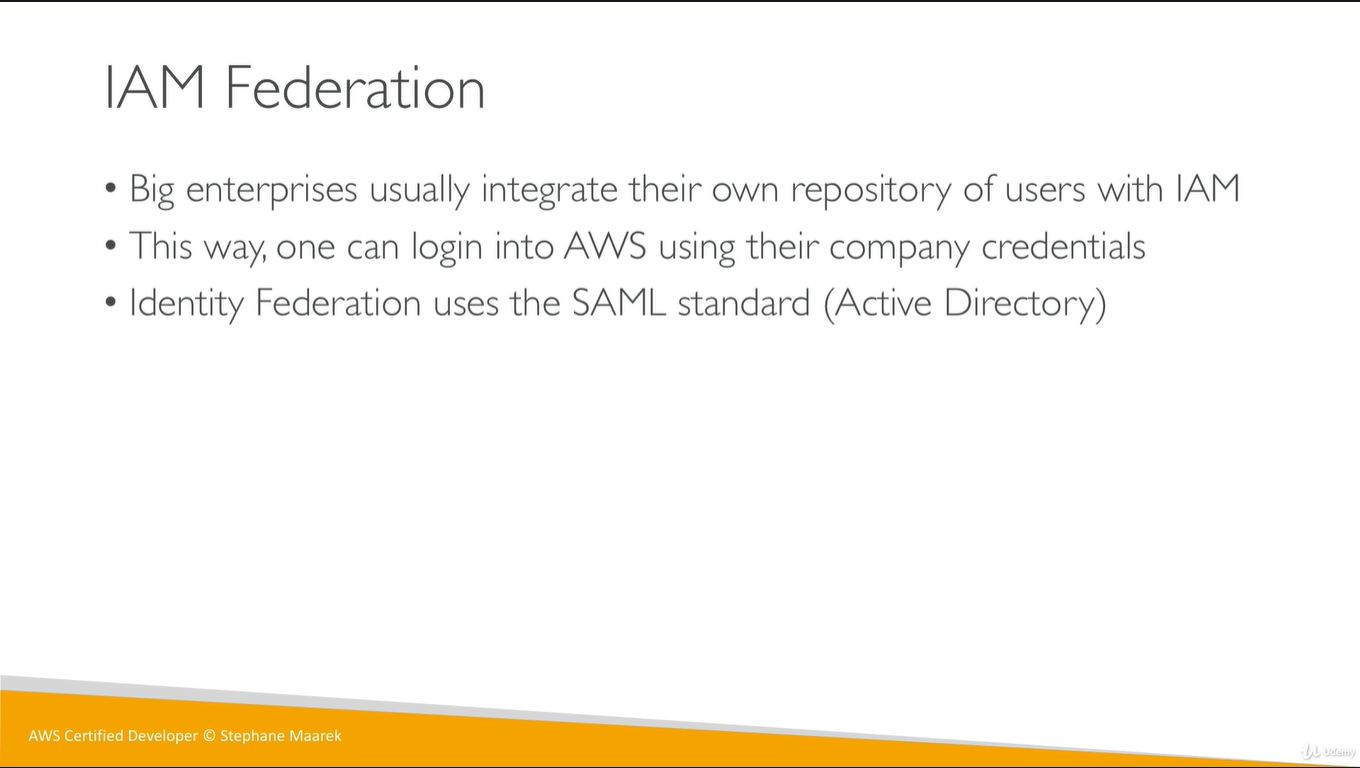 IAM Federation
• Big enterprises usually integrate their own repository of users with IAM
• This way, one can login into AWS using their company credentials
• Identity Federation uses the SAML standard (Active Directory)
AWS Certified Developer © Stephane Maarek
Udemy